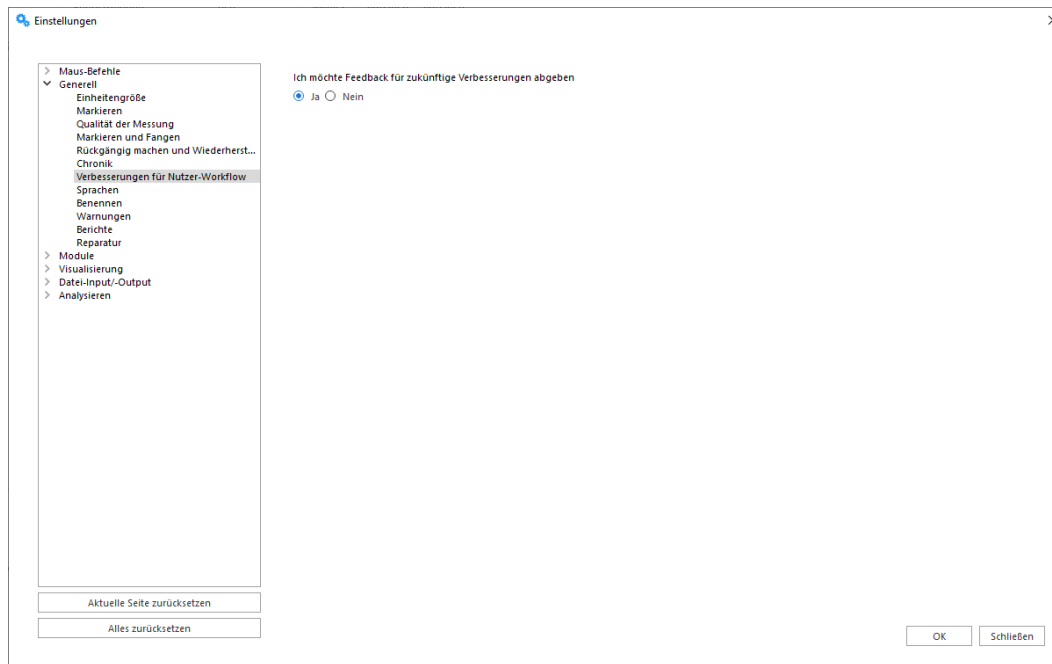 Einstellungen
Maus-Befehle
Generell
Einheitengröße
Markieren
Qualität der Messung
Markieren und Fangen
Rückgängig machen und Wiederherst...
Chronik
Verbesserungen für Nutzer-Workflow
Sprachen
Benennen
Warnungen
Berichte
Reparatur
Module
Visualisierung
Datei-Input/-Output
Analysieren
Aktuelle Seite zurücksetzen
Alles zurücksetzen
Ich möchte Feedback für zukünftige Verbesserungen abgeben
Ja Nein
OK Schließen